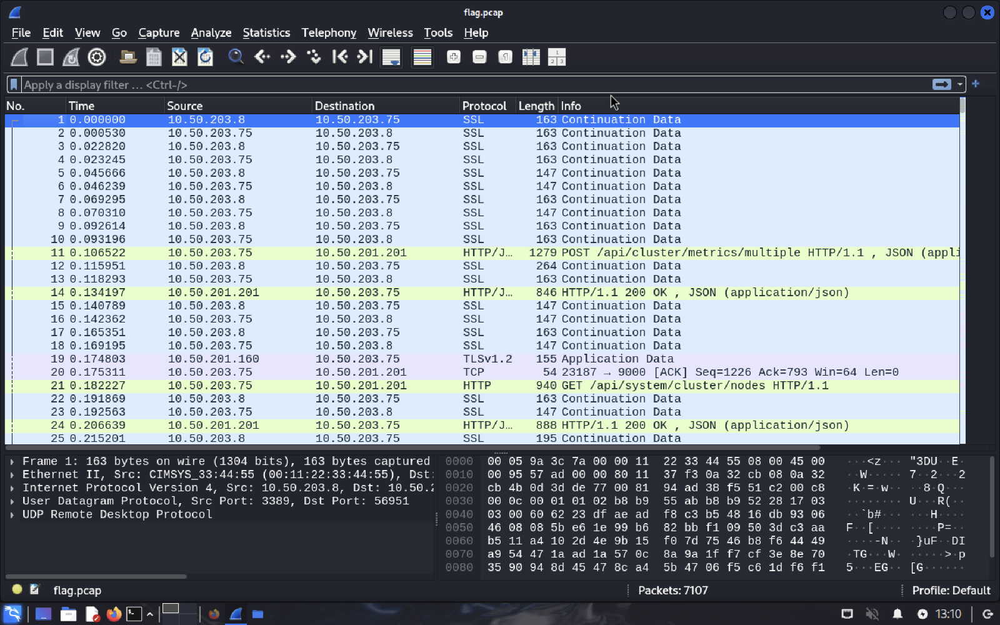 flag.pcap
File Edit View Go Capture Analyze Statistics Telephony Wireless Tools Help
Apply a display filter … <Ctrl-/>
No. Time Source Destination Protocol Length Info
1 0.000000 10.50.203.8 10.50.203.75 SSL 163 Continuation Data
2 0.000530 10.50.203.75 10.50.203.8 SSL 163 Continuation Data
3 0.022820 10.50.203.8 10.50.203.75 SSL 163 Continuation Data
4 0.023245 10.50.203.75 10.50.203.8 SSL 163 Continuation Data
5 0.045666 10.50.203.8 10.50.203.75 SSL 147 Continuation Data
6 0.046239 10.50.203.75 10.50.203.8 SSL 147 Continuation Data
7 0.069295 10.50.203.8 10.50.203.75 SSL 163 Continuation Data
8 0.070310 10.50.203.75 10.50.203.8 SSL 147 Continuation Data
9 0.092614 10.50.203.8 10.50.203.75 SSL 163 Continuation Data
10 0.093196 10.50.203.75 10.50.203.8 SSL 163 Continuation Data
11 0.106522 10.50.203.75 10.50.201.201 HTTP/J… 1279 POST /api/cluster/metrics/multiple HTTP/1.1 , JSON (appli
12 0.115951 10.50.203.8 10.50.203.75 SSL 264 Continuation Data
13 0.118293 10.50.203.75 10.50.203.8 SSL 163 Continuation Data
14 0.134197 10.50.201.201 10.50.203.75 HTTP/J… 846 HTTP/1.1 200 OK , JSON (application/json)
15 0.140789 10.50.203.8 10.50.203.75 SSL 147 Continuation Data
16 0.142362 10.50.203.75 10.50.203.8 SSL 147 Continuation Data
17 0.165351 10.50.203.8 10.50.203.75 SSL 163 Continuation Data
18 0.169195 10.50.203.75 10.50.203.8 SSL 147 Continuation Data
19 0.174803 10.50.201.160 10.50.203.75 TLSv1.2 155 Application Data
20 0.175311 10.50.203.75 10.50.201.201 TCP 54 23187 → 9000 [ACK] Seq=1226 Ack=793 Win=64 Len=0
21 0.182227 10.50.203.75 10.50.201.201 HTTP 940 GET /api/system/cluster/nodes HTTP/1.1
22 0.191869 10.50.203.8 10.50.203.75 SSL 163 Continuation Data
23 0.192563 10.50.203.75 10.50.203.8 SSL 147 Continuation Data
24 0.206639 10.50.201.201 10.50.203.75 HTTP/J… 888 HTTP/1.1 200 OK , JSON (application/json)
25 0.215201 10.50.203.8 10.50.203.75 SSL 195 Continuation Data
Frame 1: 163 bytes on wire (1304 bits), 163 bytes captured
Ethernet II, Src: CIMSYS_33:44:55 (00:11:22:33:44:55), Dst:
Internet Protocol Version 4, Src: 10.50.203.8, Dst: 10.50.2
User Datagram Protocol, Src Port: 3389, Dst Port: 56951
UDP Remote Desktop Protocol
0000 00 05 9a 3c 7a 00 00 11 22 33 44 55 08 00 45 00 ···<z··· "3DU··E·
0010 00 95 57 ad 00 00 80 11 37 f3 0a 32 cb 08 0a 32 ··W····· 7··2···2
0020 cb 4b 0d 3d de 77 00 81 94 ad 38 f5 51 c2 00 c8 ·K·=·w·· ··8·Q···
0030 00 0c 00 01 01 02 b8 b9 55 ab b8 b9 52 28 17 03 ········ U···R(··
0040 03 00 60 62 23 df ae ad f8 c3 b5 48 16 db 93 06 ··`b#··· ···H····
0050 46 08 08 5b e6 1e 99 b6 82 bb f1 09 50 3d c3 aa F··[···· ····P=··
0060 b5 11 a4 10 2d 4e 9b 15 f0 7d 75 46 b8 f6 44 49 ····-N·· ·}uF··DI
0070 a9 54 47 1a ad 1a 57 0c 8a 9a 1f f7 cf 3e 8e 70 ·TG···W· ·····>·p
0080 35 90 94 8d 45 47 8c a4 5b 47 06 f5 c6 1d f6 f1 5···EG·· [G······
flag.pcap Packets: 7107 Profile: Default
13:10